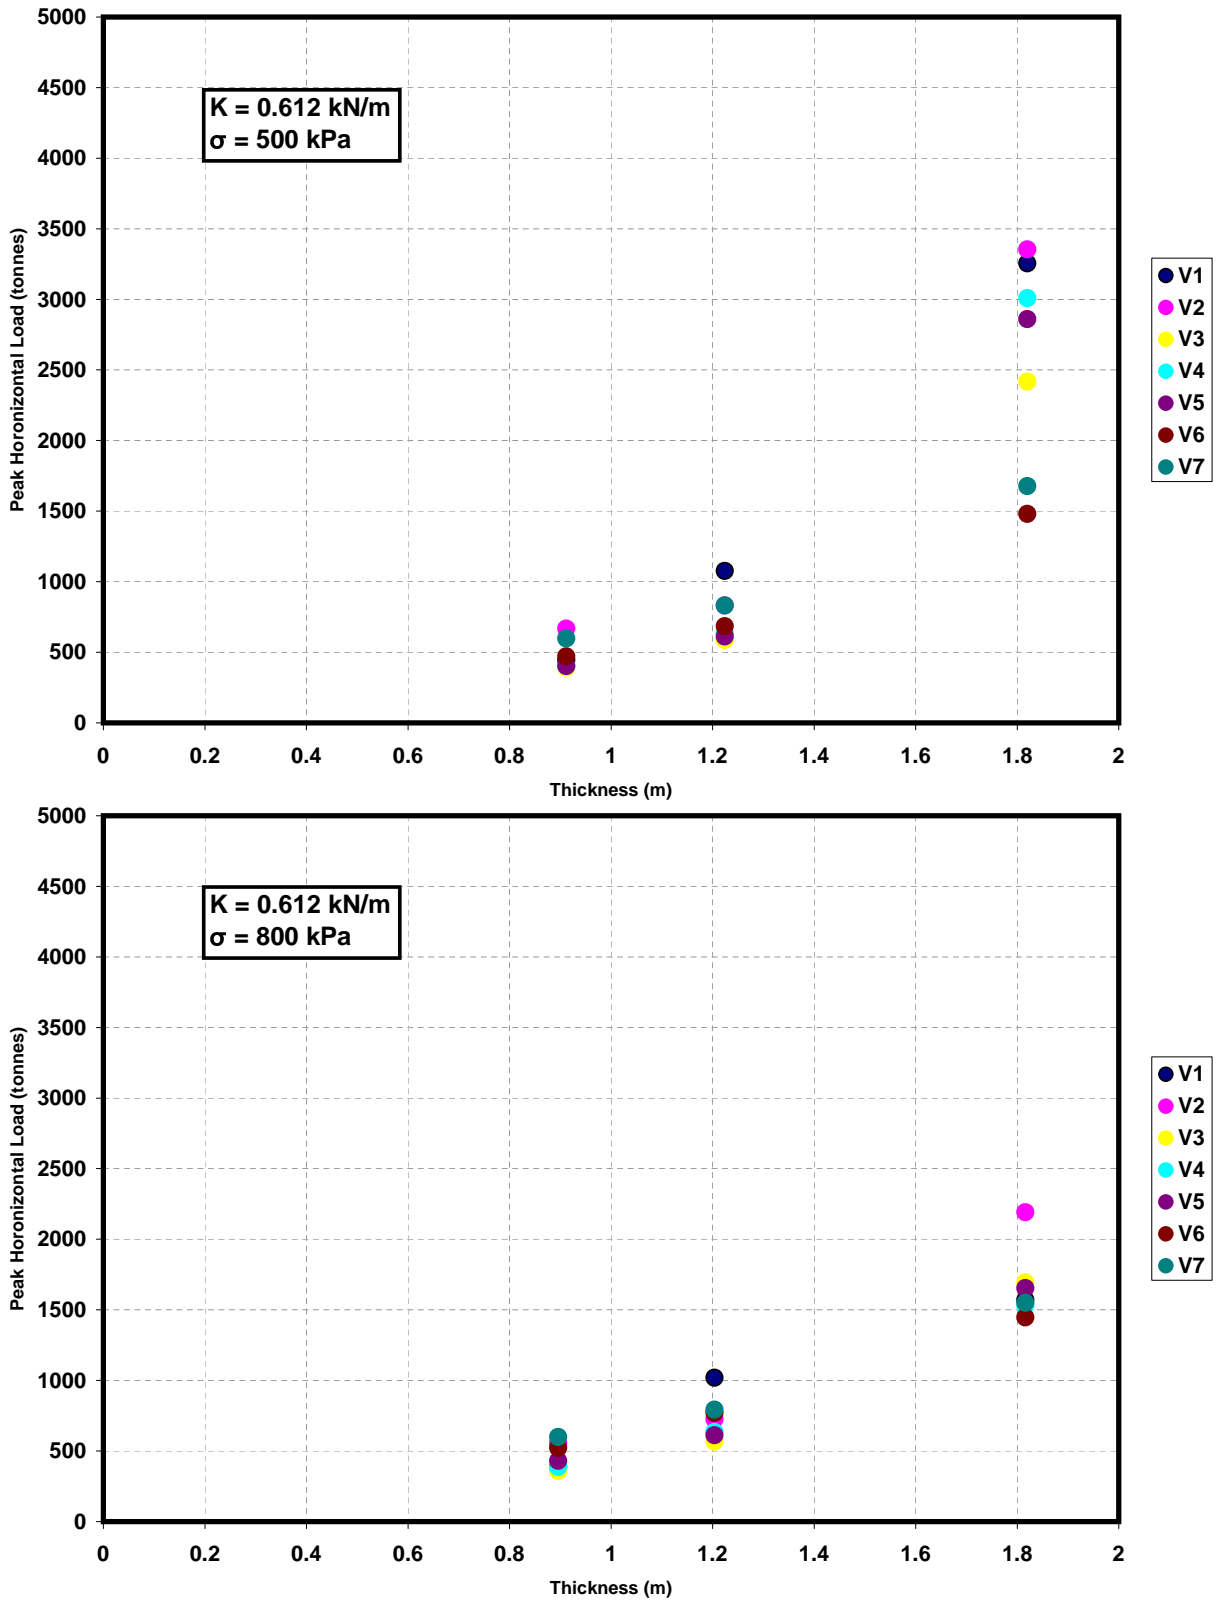 5000
4500
4000
3500
3000
2500
2000
1500
1000
500
0
Peak Horonizontal Load (tonnes)
K = 0.612 kN/m
σ = 500 kPa
0 0.2 0.4 0.6 0.8 1 1.2 1.4 1.6 1.8 2
Thickness (m)
V1
V2
V3
V4
V5
V6
V7
5000
4500
4000
3500
3000
2500
2000
1500
1000
500
0
Peak Horonizontal Load (tonnes)
K = 0.612 kN/m
σ = 800 kPa
0 0.2 0.4 0.6 0.8 1 1.2 1.4 1.6 1.8 2
Thickness (m)
V1
V2
V3
V4
V5
V6
V7